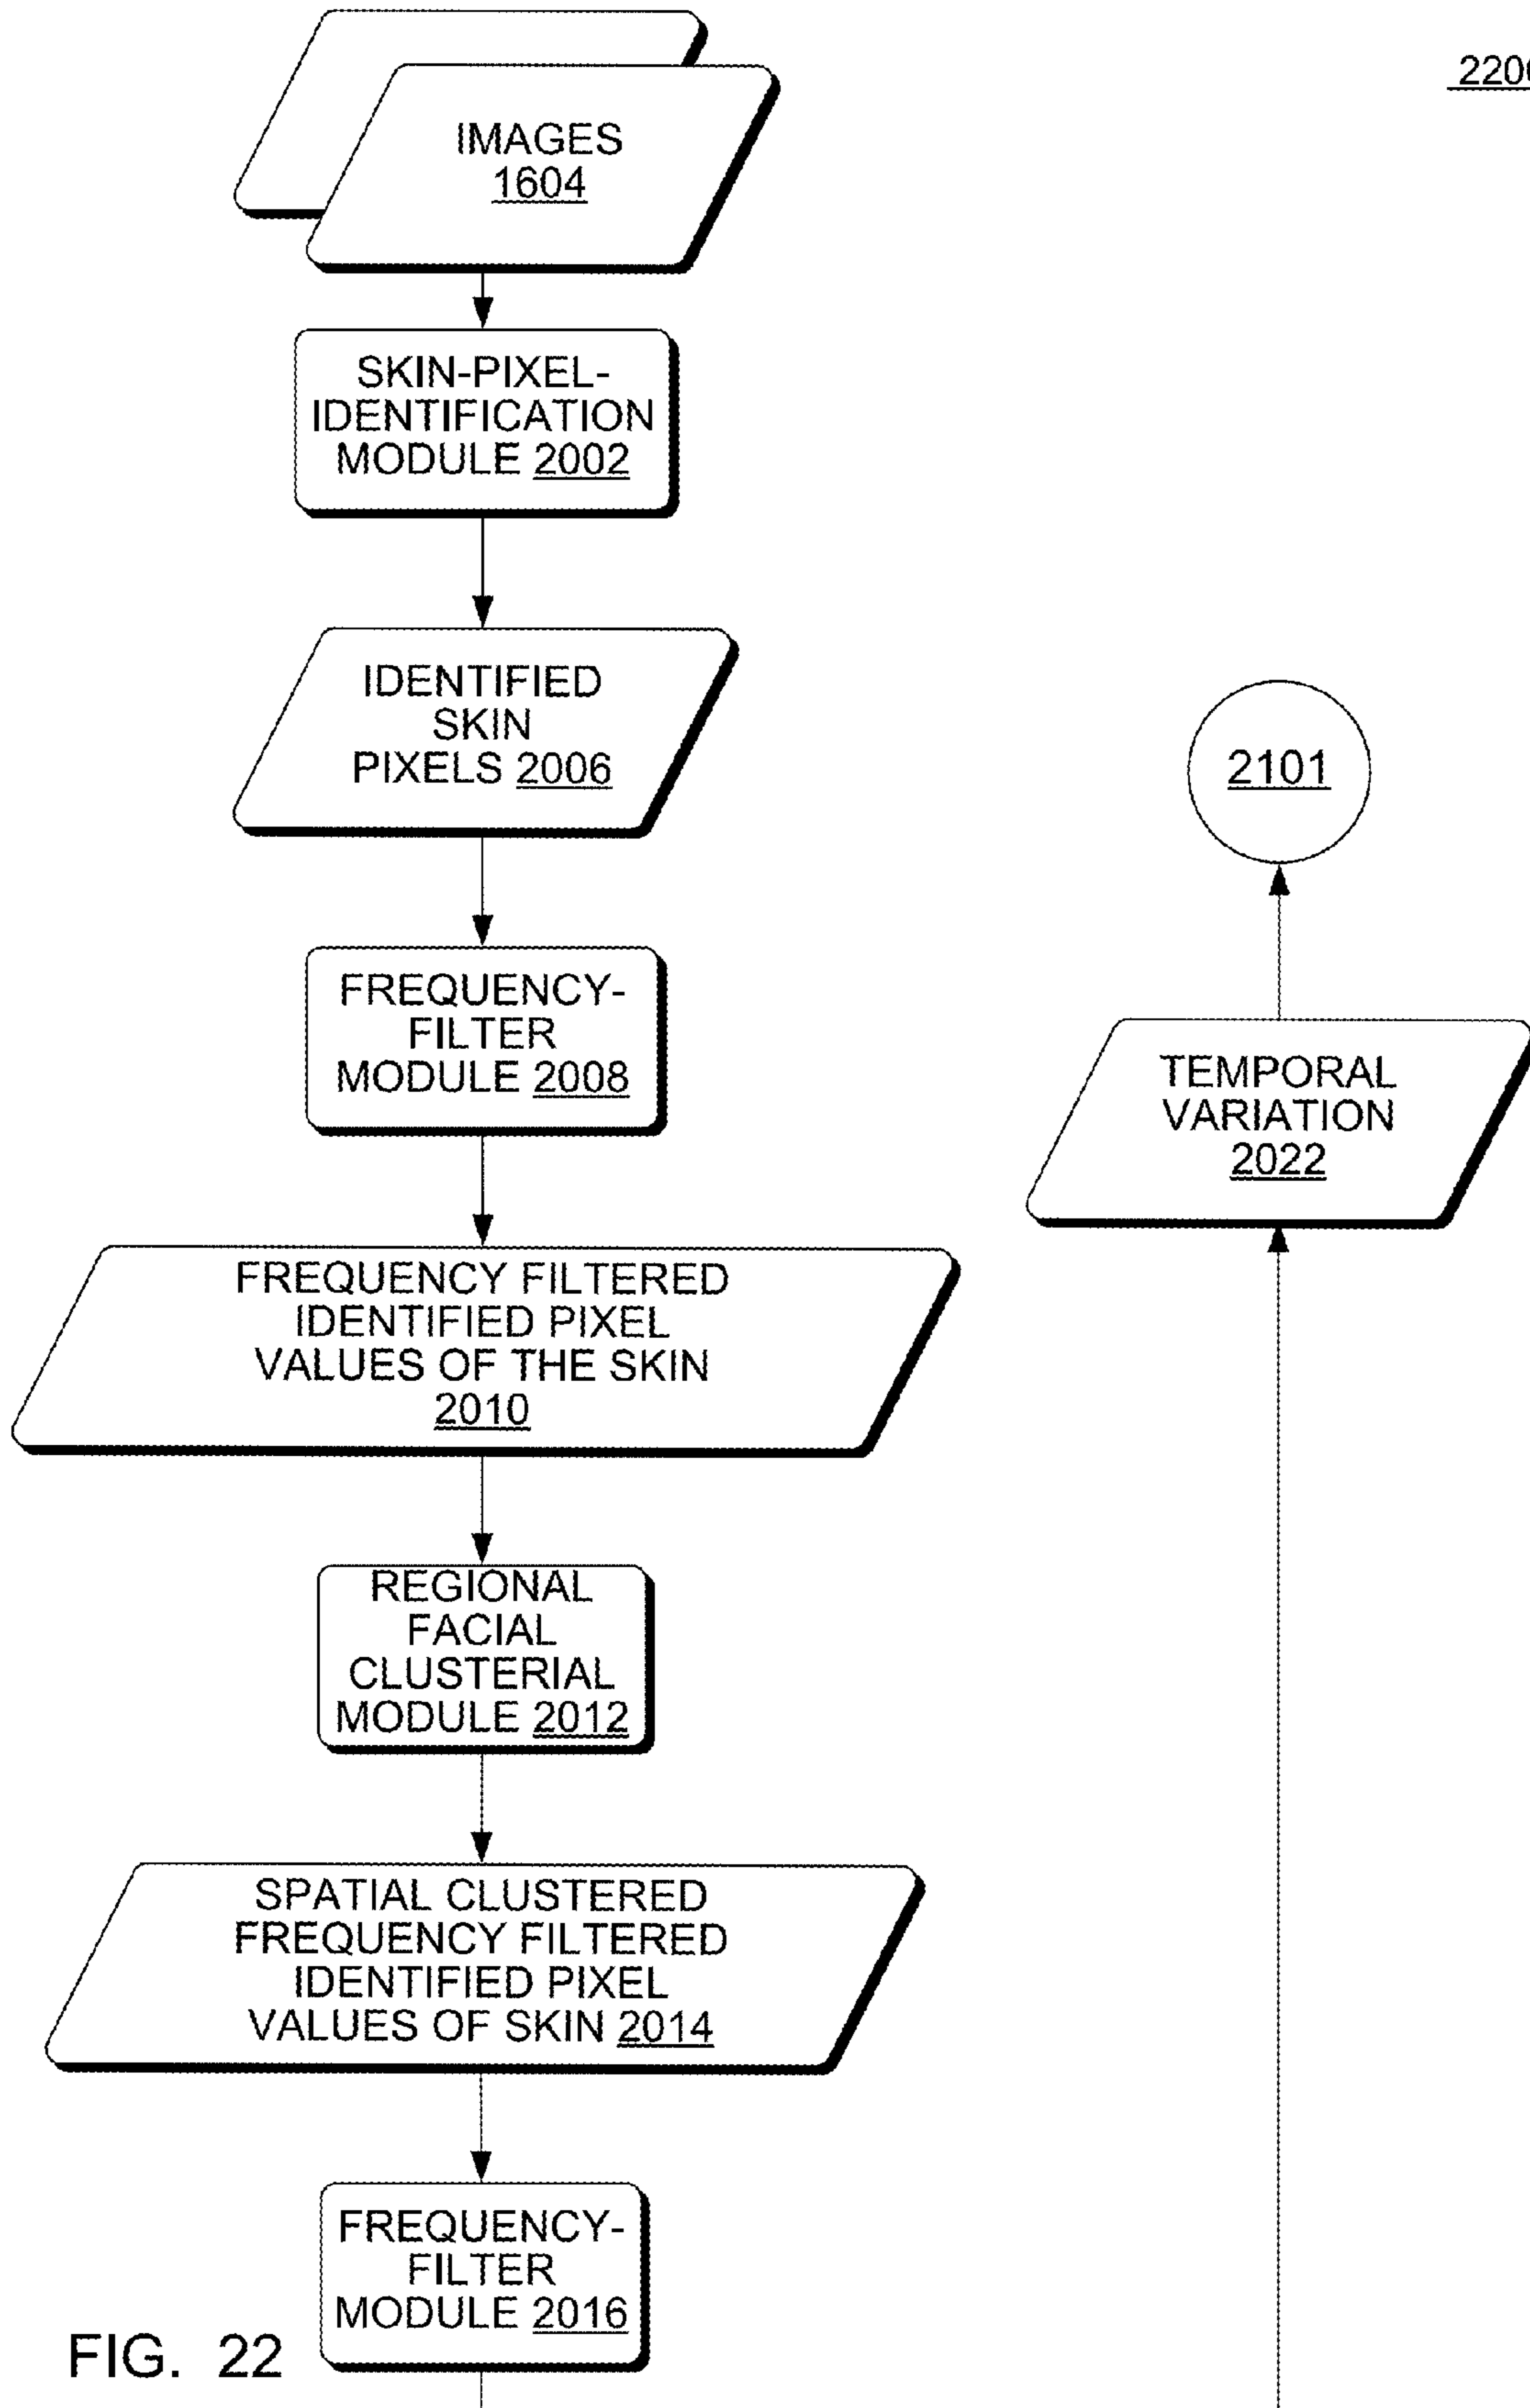 2200
IMAGES
1604
SKIN-PIXEL-
IDENTIFICATION
MODULE 2002
IDENTIFIED
SKIN
PIXELS 2006
FREQUENCY-
FILTER
MODULE 2008
FREQUENCY FILTERED
IDENTIFIED PIXEL
VALUES OF THE SKIN
2010
REGIONAL
FACIAL
CLUSTERIAL
MODULE 2012
SPATIAL CLUSTERED
FREQUENCY FILTERED
IDENTIFIED PIXEL
VALUES OF SKIN 2014
FREQUENCY-
FILTER
MODULE 2016
2101
TEMPORAL
VARIATION
2022
FIG. 22